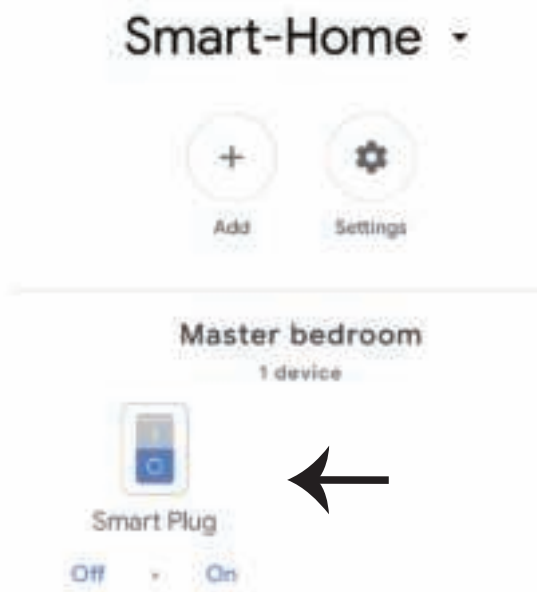 Smart-Home
Add Settings
Master bedroom
1 device
Smart Plug
Off • On